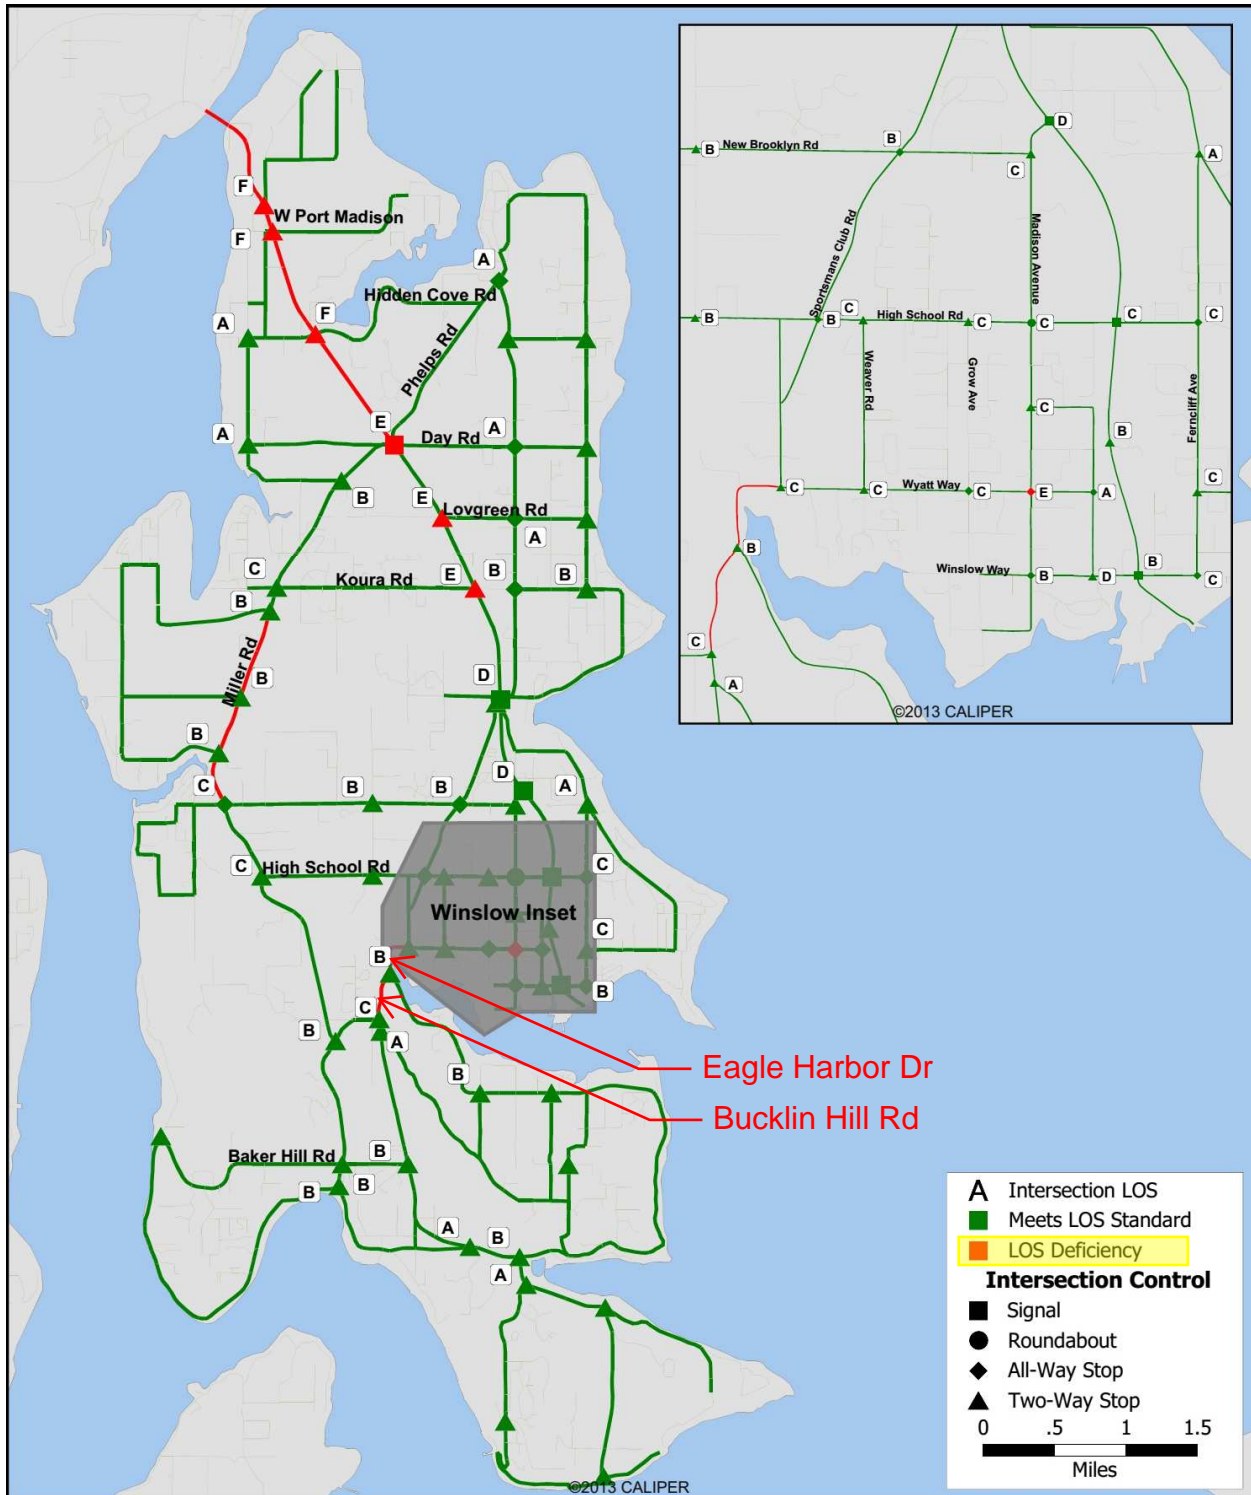 F
W Port Madison
F
A
Hidden Cove Rd
F
A
Phelps Rd
E
A
Day Rd
A
B
E
Lovgreen Rd
A
C
Koura Rd
E
B
B
B
Miller Rd
B
D
B
C
B
B
D
A
C
High School Rd
C
Winslow Inset
C
B
B
C
B
A
B
Eagle Harbor Dr
Bucklin Hill Rd
Baker Hill Rd
B
B
B
A
B
A
©2013 CALIPER
D
B
New Brooklyn Rd
B
C
A
Sportsmans Club Rd
Madison Avenue
B
B
C
High School Rd
C
C
C
C
Weaver Rd
Grow Ave
Ferncliff Ave
C
B
C
C
Wyatt Way
C
E
A
C
B
Winslow Way
B
D
B
C
C
A
©2013 CALIPER
A Intersection LOS
Meets LOS Standard
LOS Deficiency
Intersection Control
Signal
Roundabout
All-Way Stop
Two-Way Stop
0 .5 1 1.5
Miles